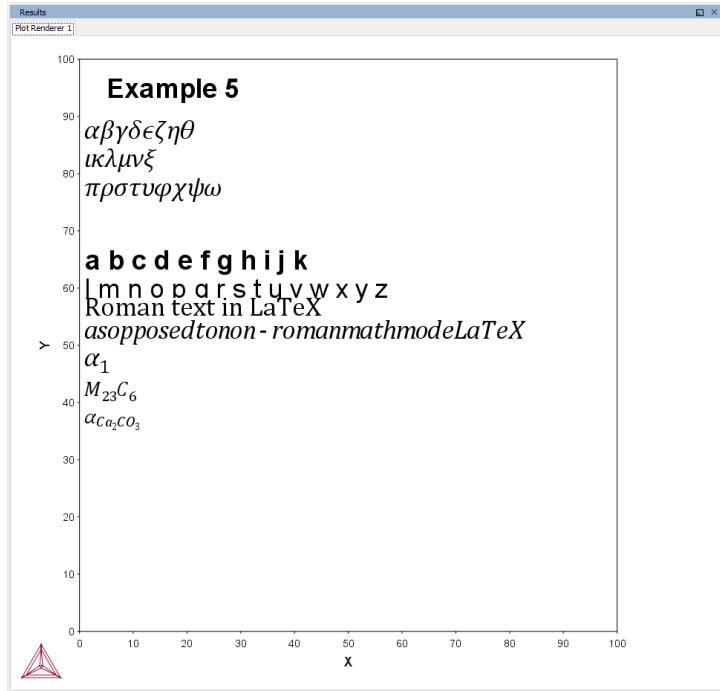 Results
Plot Renderer 1
100
Example 5
90
αβγδϵζηθ
ικλμνξ
80
πρστυφχψω
70
a b c d e f g h i j k
60
l m n o p q r s t u v w x y z
Roman text in LaTeX
asopposedtonon - romanmathmodeLaTeX
Y
50
α₁
M₂₃C₆
40
α_{Ca₂CO₃}
30
20
10
0
0 10 20 30 40 50 60 70 80 90 100
X